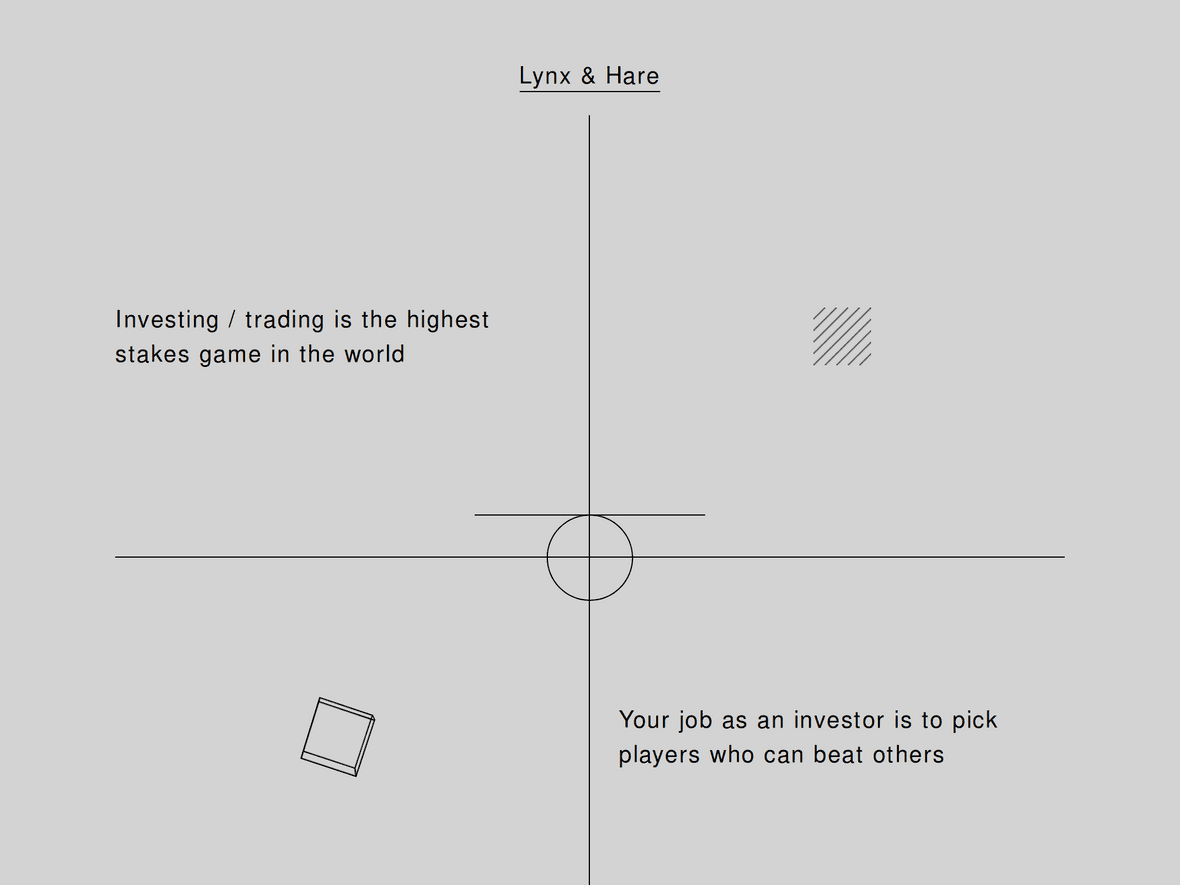 Lynx & Hare
Investing / trading is the highest
stakes game in the world
Your job as an investor is to pick
players who can beat others